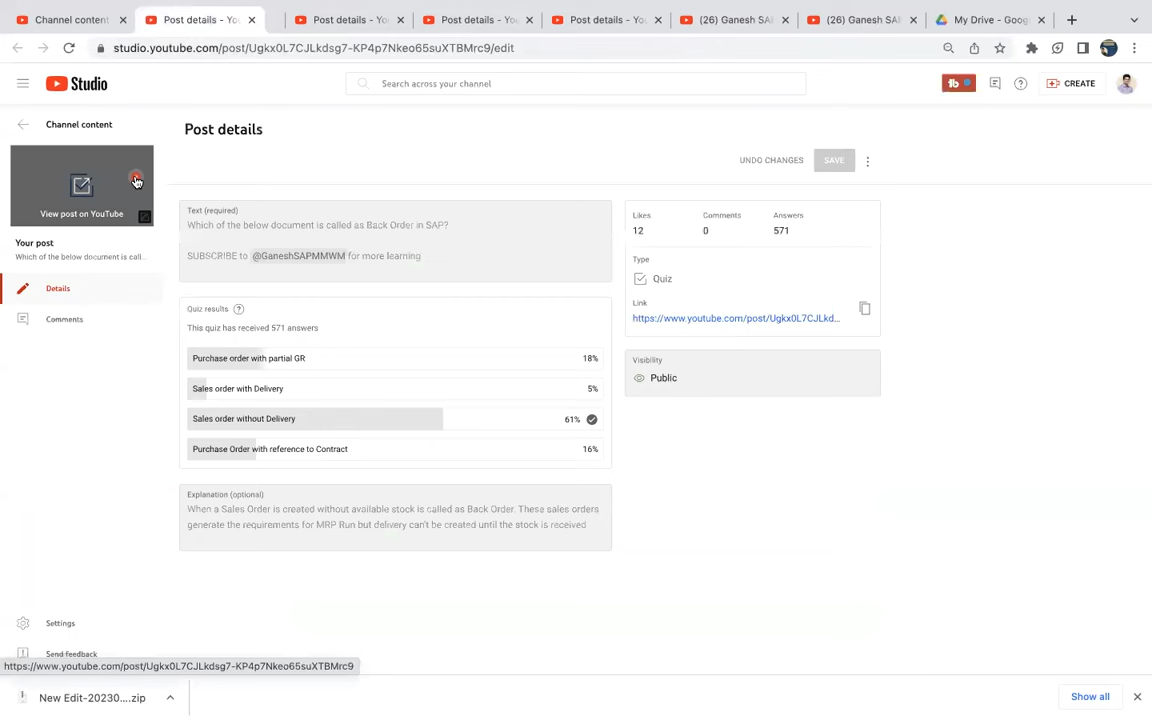 Channel content
Post details - Yo
Post details - Yo
Post details - Yo
Post details - You
(26) Ganesh SA
(26) Ganesh SA
My Drive - Goog
studio.youtube.com/post/Ugkx0L7CJLkdsg7-KP4p7Nkeo65suXTBMrc9/edit
Studio
Search across your channel
tb
CREATE
Channel content
Post details
View post on YouTube
UNDO CHANGES
SAVE
Your post
Which of the below document is call...
Details
Comments
Text (required)
Which of the below document is called as Back Order in SAP?
SUBSCRIBE to @GaneshSAPMMWM for more learning
Likes Comments Answers
12 0 571
Type
Quiz
Link
https://www.youtube.com/post/Ugkx0L7CJLkd...
Visibility
Public
Quiz results
This quiz has received 571 answers
Purchase order with partial GR 18%
Sales order with Delivery 5%
Sales order without Delivery 61%
Purchase Order with reference to Contract 16%
Explanation (optional)
When a Sales Order is created without available stock is called as Back Order. These sales orders
generate the requirements for MRP Run but delivery can't be created until the stock is received
Settings
Send feedback
https://www.youtube.com/post/Ugkx0L7CJLkdsg7-KP4p7Nkeo65suXTBMrc9
New Edit-20230....zip
Show all